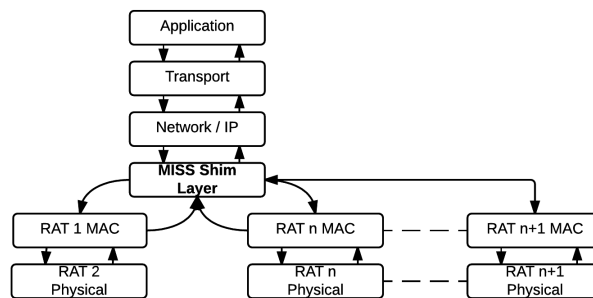 Application
Transport
Network / IP
MISS Shim
Layer
RAT 1 MAC
RAT n MAC
RAT n+1 MAC
RAT 2
Physical
RAT n
Physical
RAT n+1
Physical